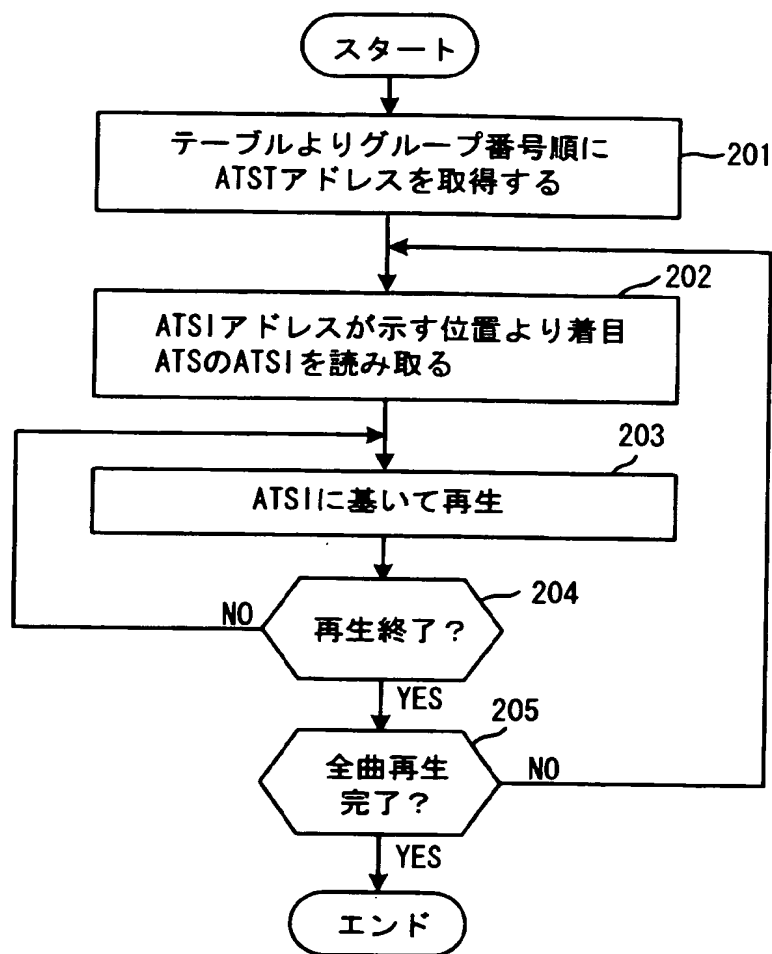 スタート
テーブルよりグループ番号順に
ATSTアドレスを取得する
201
202
ATSIアドレスが示す位置より着目
ATSのATSIを読み取る
203
ATSIに基いて再生
204
再生終了?
NO
YES
205
全曲再生
完了?
NO
YES
エンド